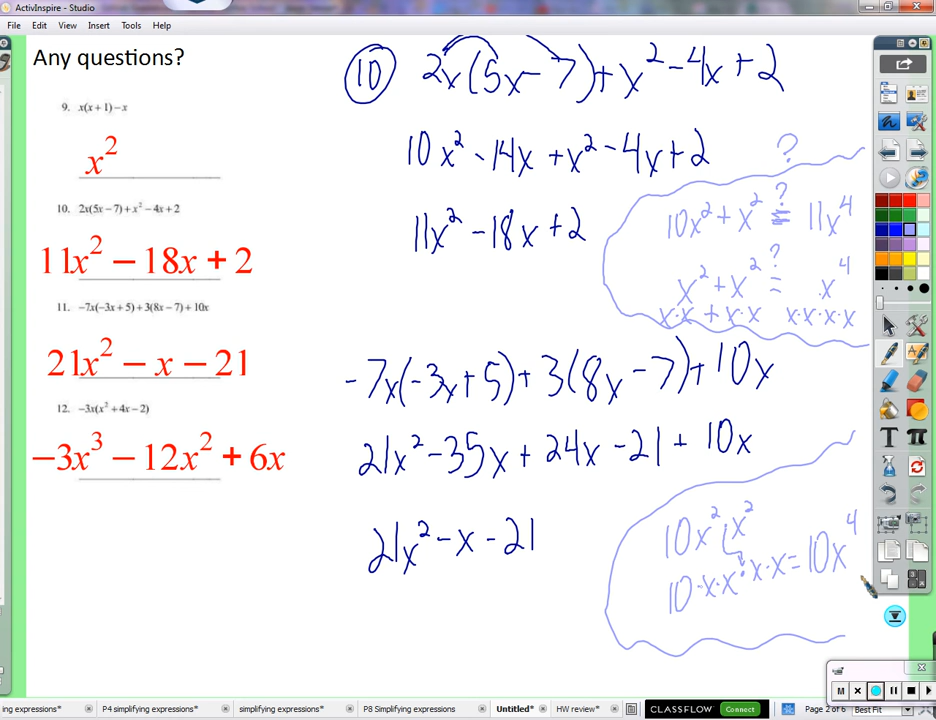 ActivInspire - Studio
File Edit View Insert Tools Help
Any questions?
9. x(x + 1) – x
x²
10. 2x(5x – 7) + x² – 4x + 2
11x² − 18x + 2
11. –7x(–3x + 5) + 3(8x – 7) + 10x
21x² − x − 21
12. –3x(x² + 4x – 2)
−3x³ − 12x² + 6x
10 2x(5x - 7) + x² - 4x + 2
10x² - 14x + x² - 4x + 2
11x² - 18x + 2
?
10x² + x² ?= 11x⁴
x² + x² ?= x⁴
x·x + x·x x·x·x·x
-7x(-3x + 5) + 3(8x - 7) + 10x
21x² - 35x + 24x - 21 + 10x
21x² - x - 21
10x² (x²
10·x·x·x·x = 10x⁴
M
ing expressions* P4 simplifying expressions* simplifying expressions* P8 Simplifying expressions Untitled* HW review* CLASSFLOW Connect Page 2 of 6 Best Fit